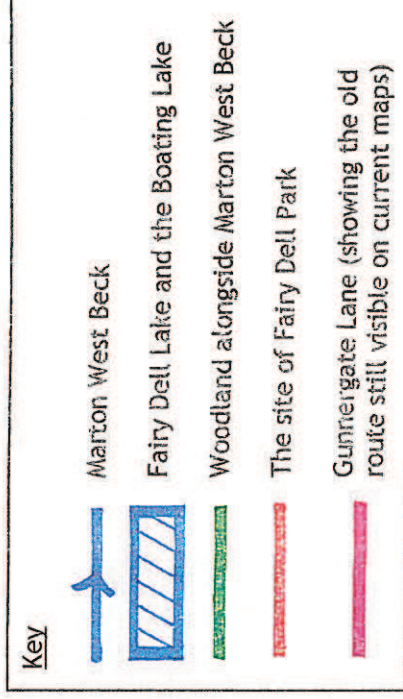 Key
Marton West Beck
Fairy Dell Lake and the Boating Lake
Woodland alongside Marton West Beck
The site of Fairy Dell Park
Gunnergate Lane (showing the old
route still visible on current maps)